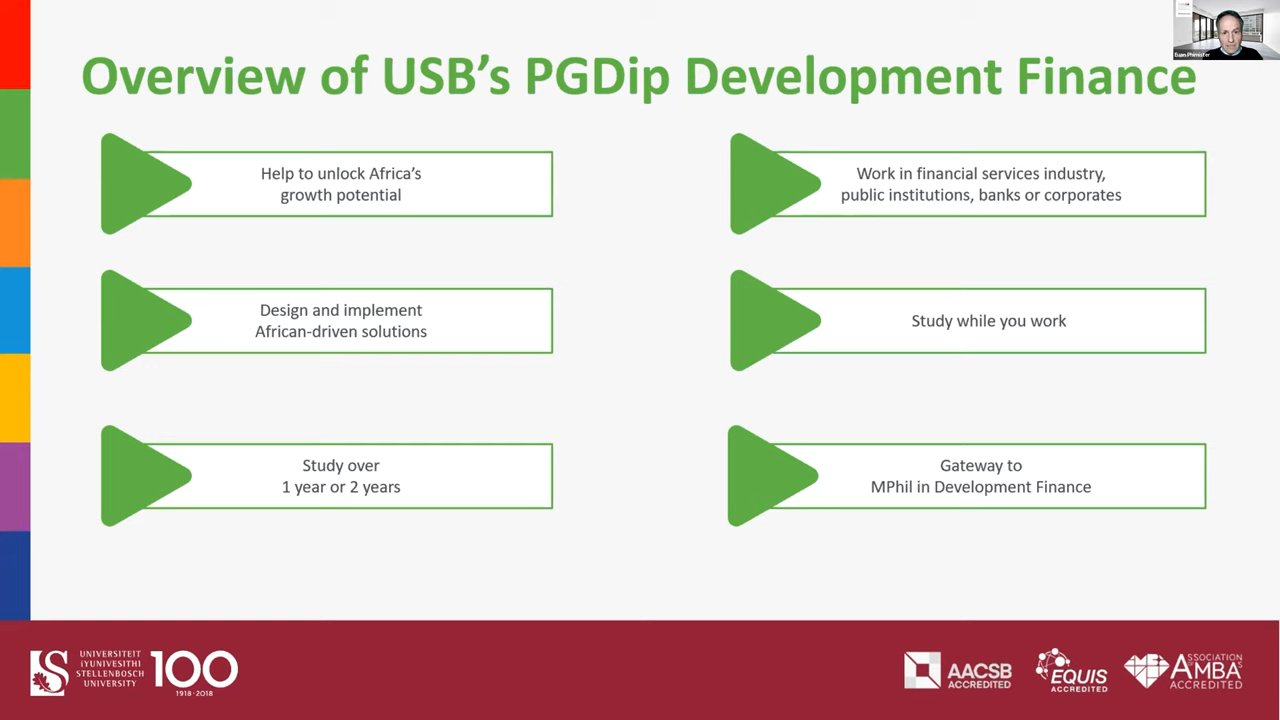 Euan Phimister
Overview of USB's PGDip Development Finance
Help to unlock Africa's
growth potential
Work in financial services industry,
public institutions, banks or corporates
Design and implement
African-driven solutions
Study while you work
Study over
1 year or 2 years
Gateway to
MPhil in Development Finance
UNIVERSITEIT
iYUNIVESITHI
STELLENBOSCH
UNIVERSITY
100
1918·2018
AACSB
ACCREDITED
EQUIS
ACCREDITED
ASSOCIATION
OF AMBA'S
ACCREDITED